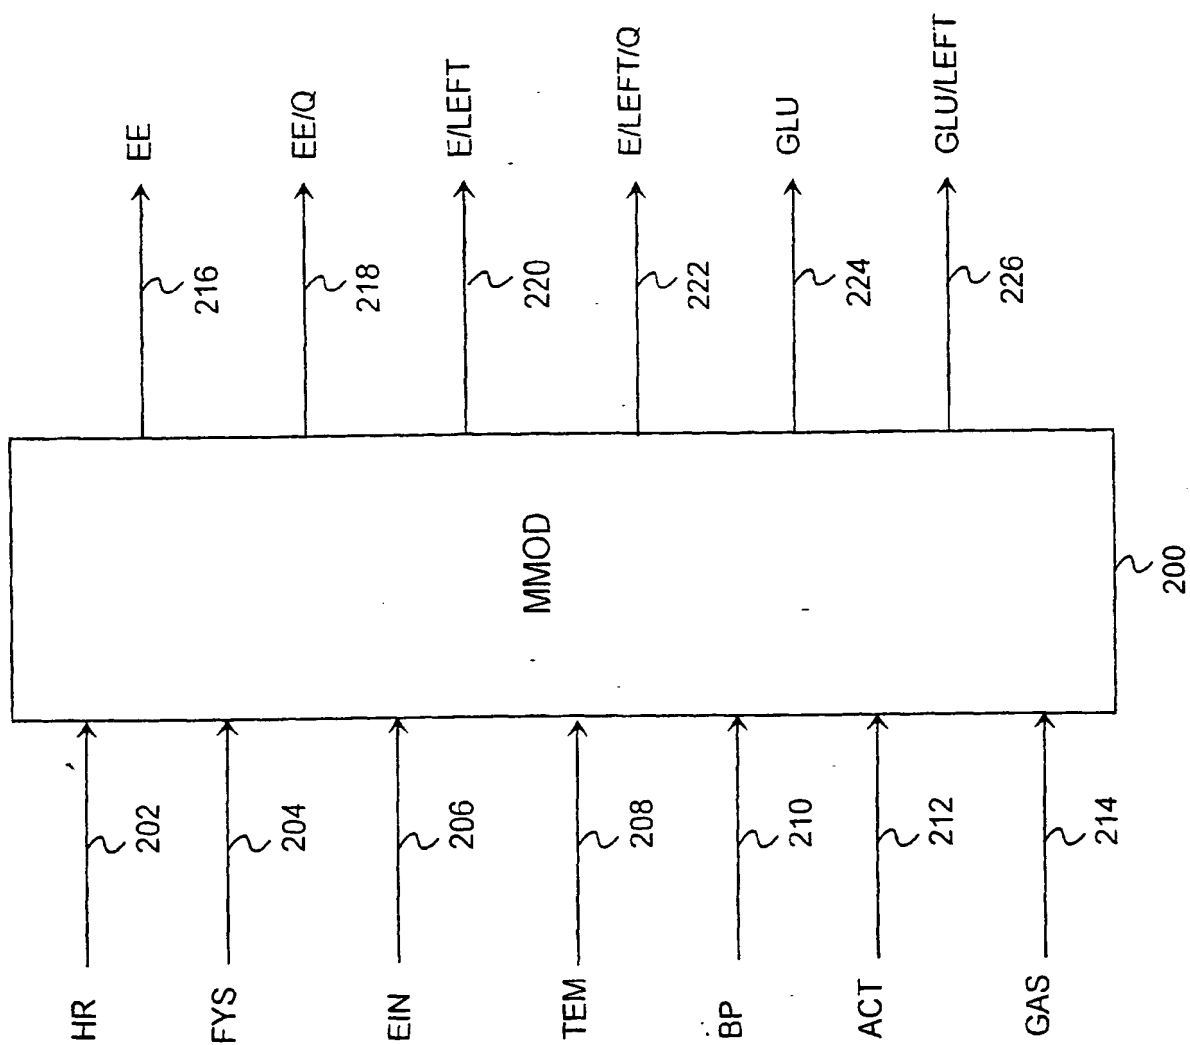 HR
202
FYS
204
EIN
206
TEM
208
BP
210
ACT
212
GAS
214
MMOD
200
EE
216
EE/Q
218
E/LEFT
220
E/LEFT/Q
222
GLU
224
GLU/LEFT
226